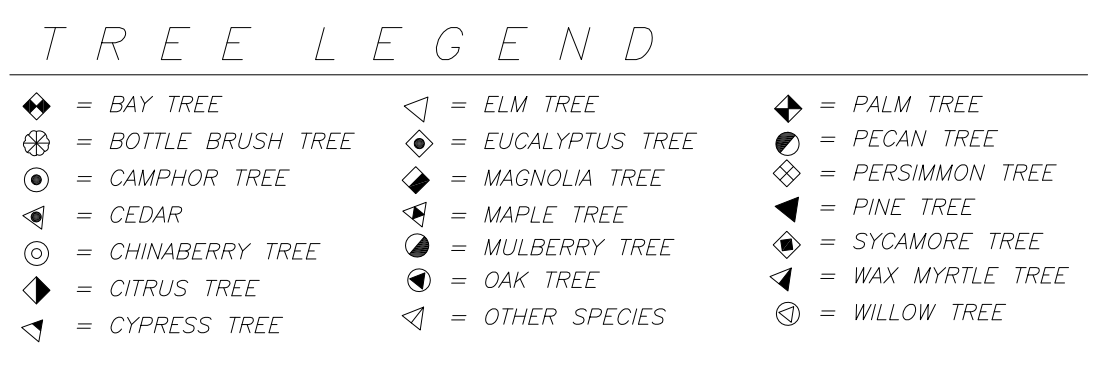 TREE LEGEND
= BAY TREE
= BOTTLE BRUSH TREE
= CAMPHOR TREE
= CEDAR
= CHINABERRY TREE
= CITRUS TREE
= CYPRESS TREE
= ELM TREE
= EUCALYPTUS TREE
= MAGNOLIA TREE
= MAPLE TREE
= MULBERRY TREE
= OAK TREE
= OTHER SPECIES
= PALM TREE
= PECAN TREE
= PERSIMMON TREE
= PINE TREE
= SYCAMORE TREE
= WAX MYRTLE TREE
= WILLOW TREE